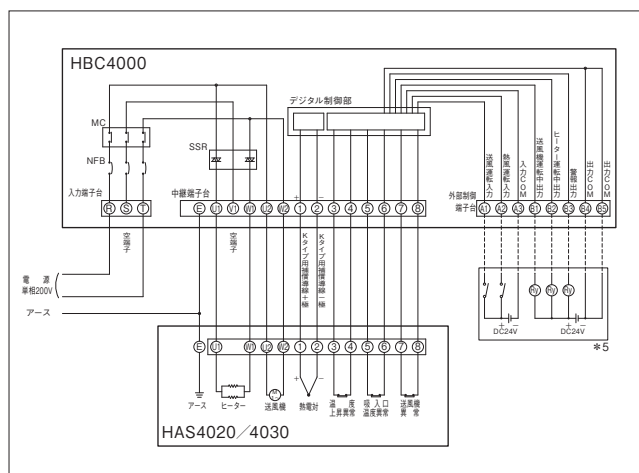 HBC4000
デジタル制御部
MC
SSR
NFB
入力端子台
中継端子台
外部制御
端子台
送風運転入力
熱風運転入力
入力COM
送風機運転中出力
ヒーター運転中出力
警報出力
出力COM
出力COM
R S T
E U1 V1 W1 U2 W2 1 2 3 4 5 6 7 8
A1 A2 A3 B1 B2 B3 B4 B5
+ −
空端子
空端子
Kタイプ用補償導線+極
Kタイプ用補償導線−極
電源
単相200V
アース
Ry Ry Ry
+ −
DC24V
+ −
DC24V
*5
E U1 W1 U2 W2 1 2 3 4 5 6 7 8
+ −
M
アース
ヒーター
送風機
熱電対
温度
上昇異常
吸入口
温度異常
送風機
異常
HAS4020/4030